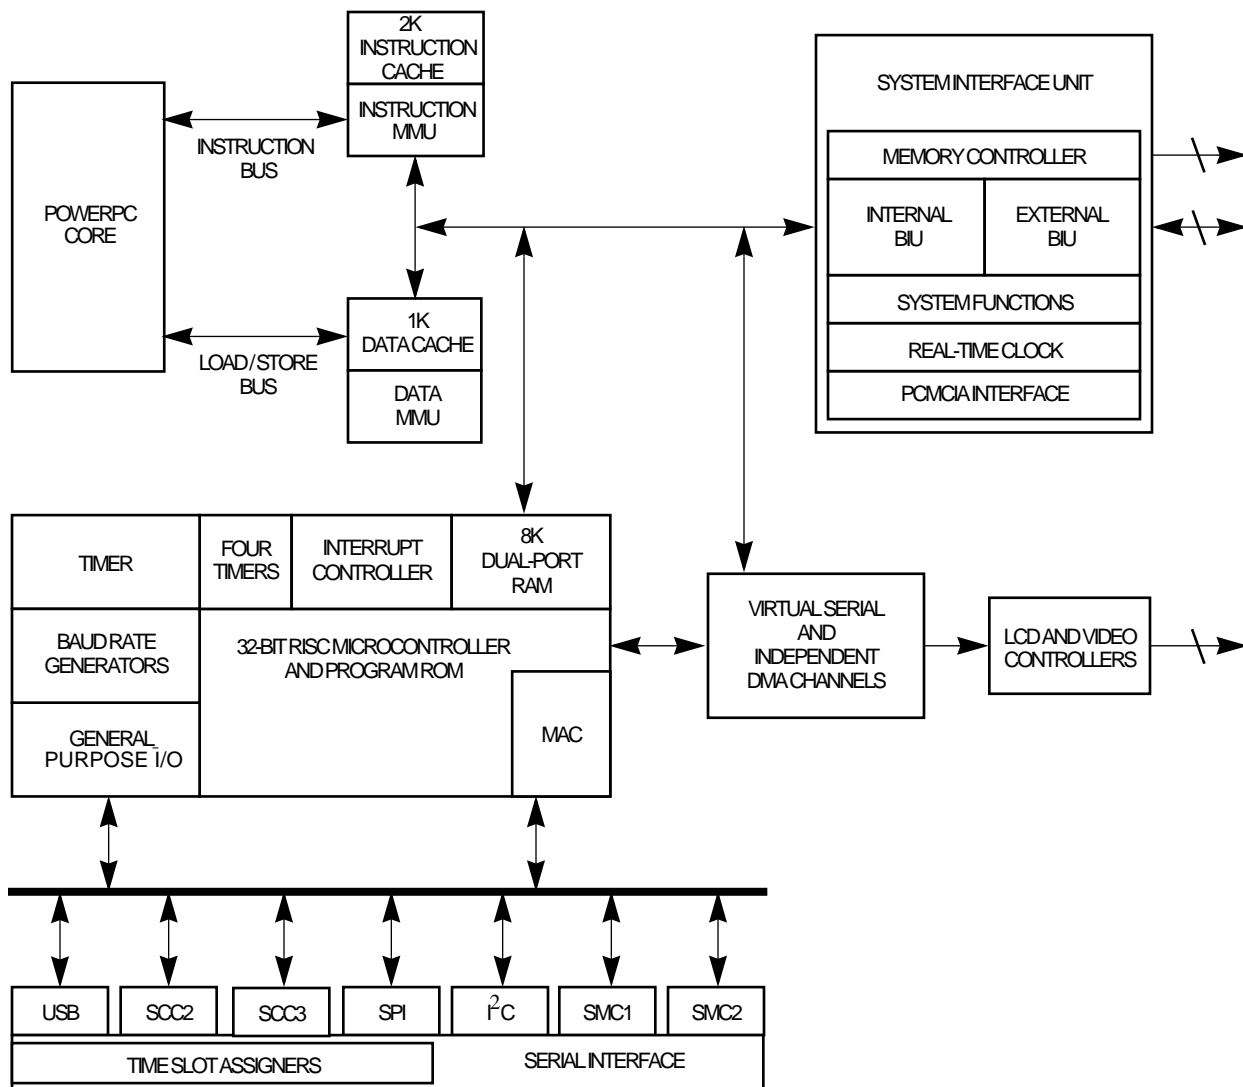 2K
INSTRUCTION
CACHE
INSTRUCTION
MMU
INSTRUCTION
BUS
POWERPC
CORE
1K
DATA CACHE
DATA
MMU
LOAD/STORE
BUS
SYSTEM INTERFACE UNIT
MEMORY CONTROLLER
INTERNAL
BIU
EXTERNAL
BIU
SYSTEM FUNCTIONS
REAL-TIME CLOCK
PCMCIA INTERFACE
TIMER
FOUR
TIMERS
INTERRUPT
CONTROLLER
8K
DUAL-PORT
RAM
BAUD RATE
GENERATORS
32-BIT RISC MICROCONTROLLER
AND PROGRAM ROM
GENERAL
PURPOSE I/O
MAC
VIRTUAL SERIAL
AND
INDEPENDENT
DMA CHANNELS
LCD AND VIDEO
CONTROLLERS
USB
SCC2
SCC3
SPI
I²C
SMC1
SMC2
TIME SLOT ASSIGNERS
SERIAL INTERFACE